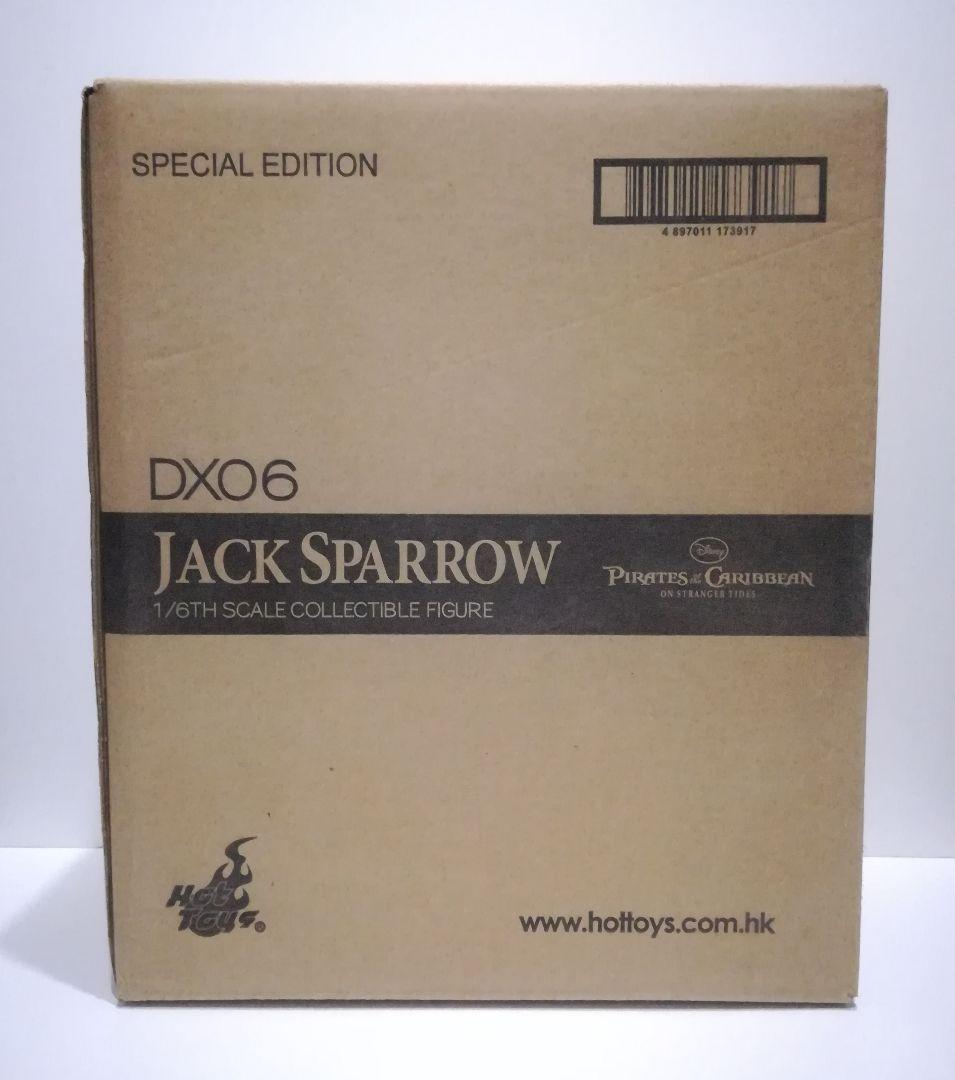 SPECIAL EDITION
4 897011 173917
DX06
JACK SPARROW
1/6TH SCALE COLLECTIBLE FIGURE
Disney
PIRATES of the CARIBBEAN
ON STRANGER TIDES
Hot
Toys®
www.hottoys.com.hk